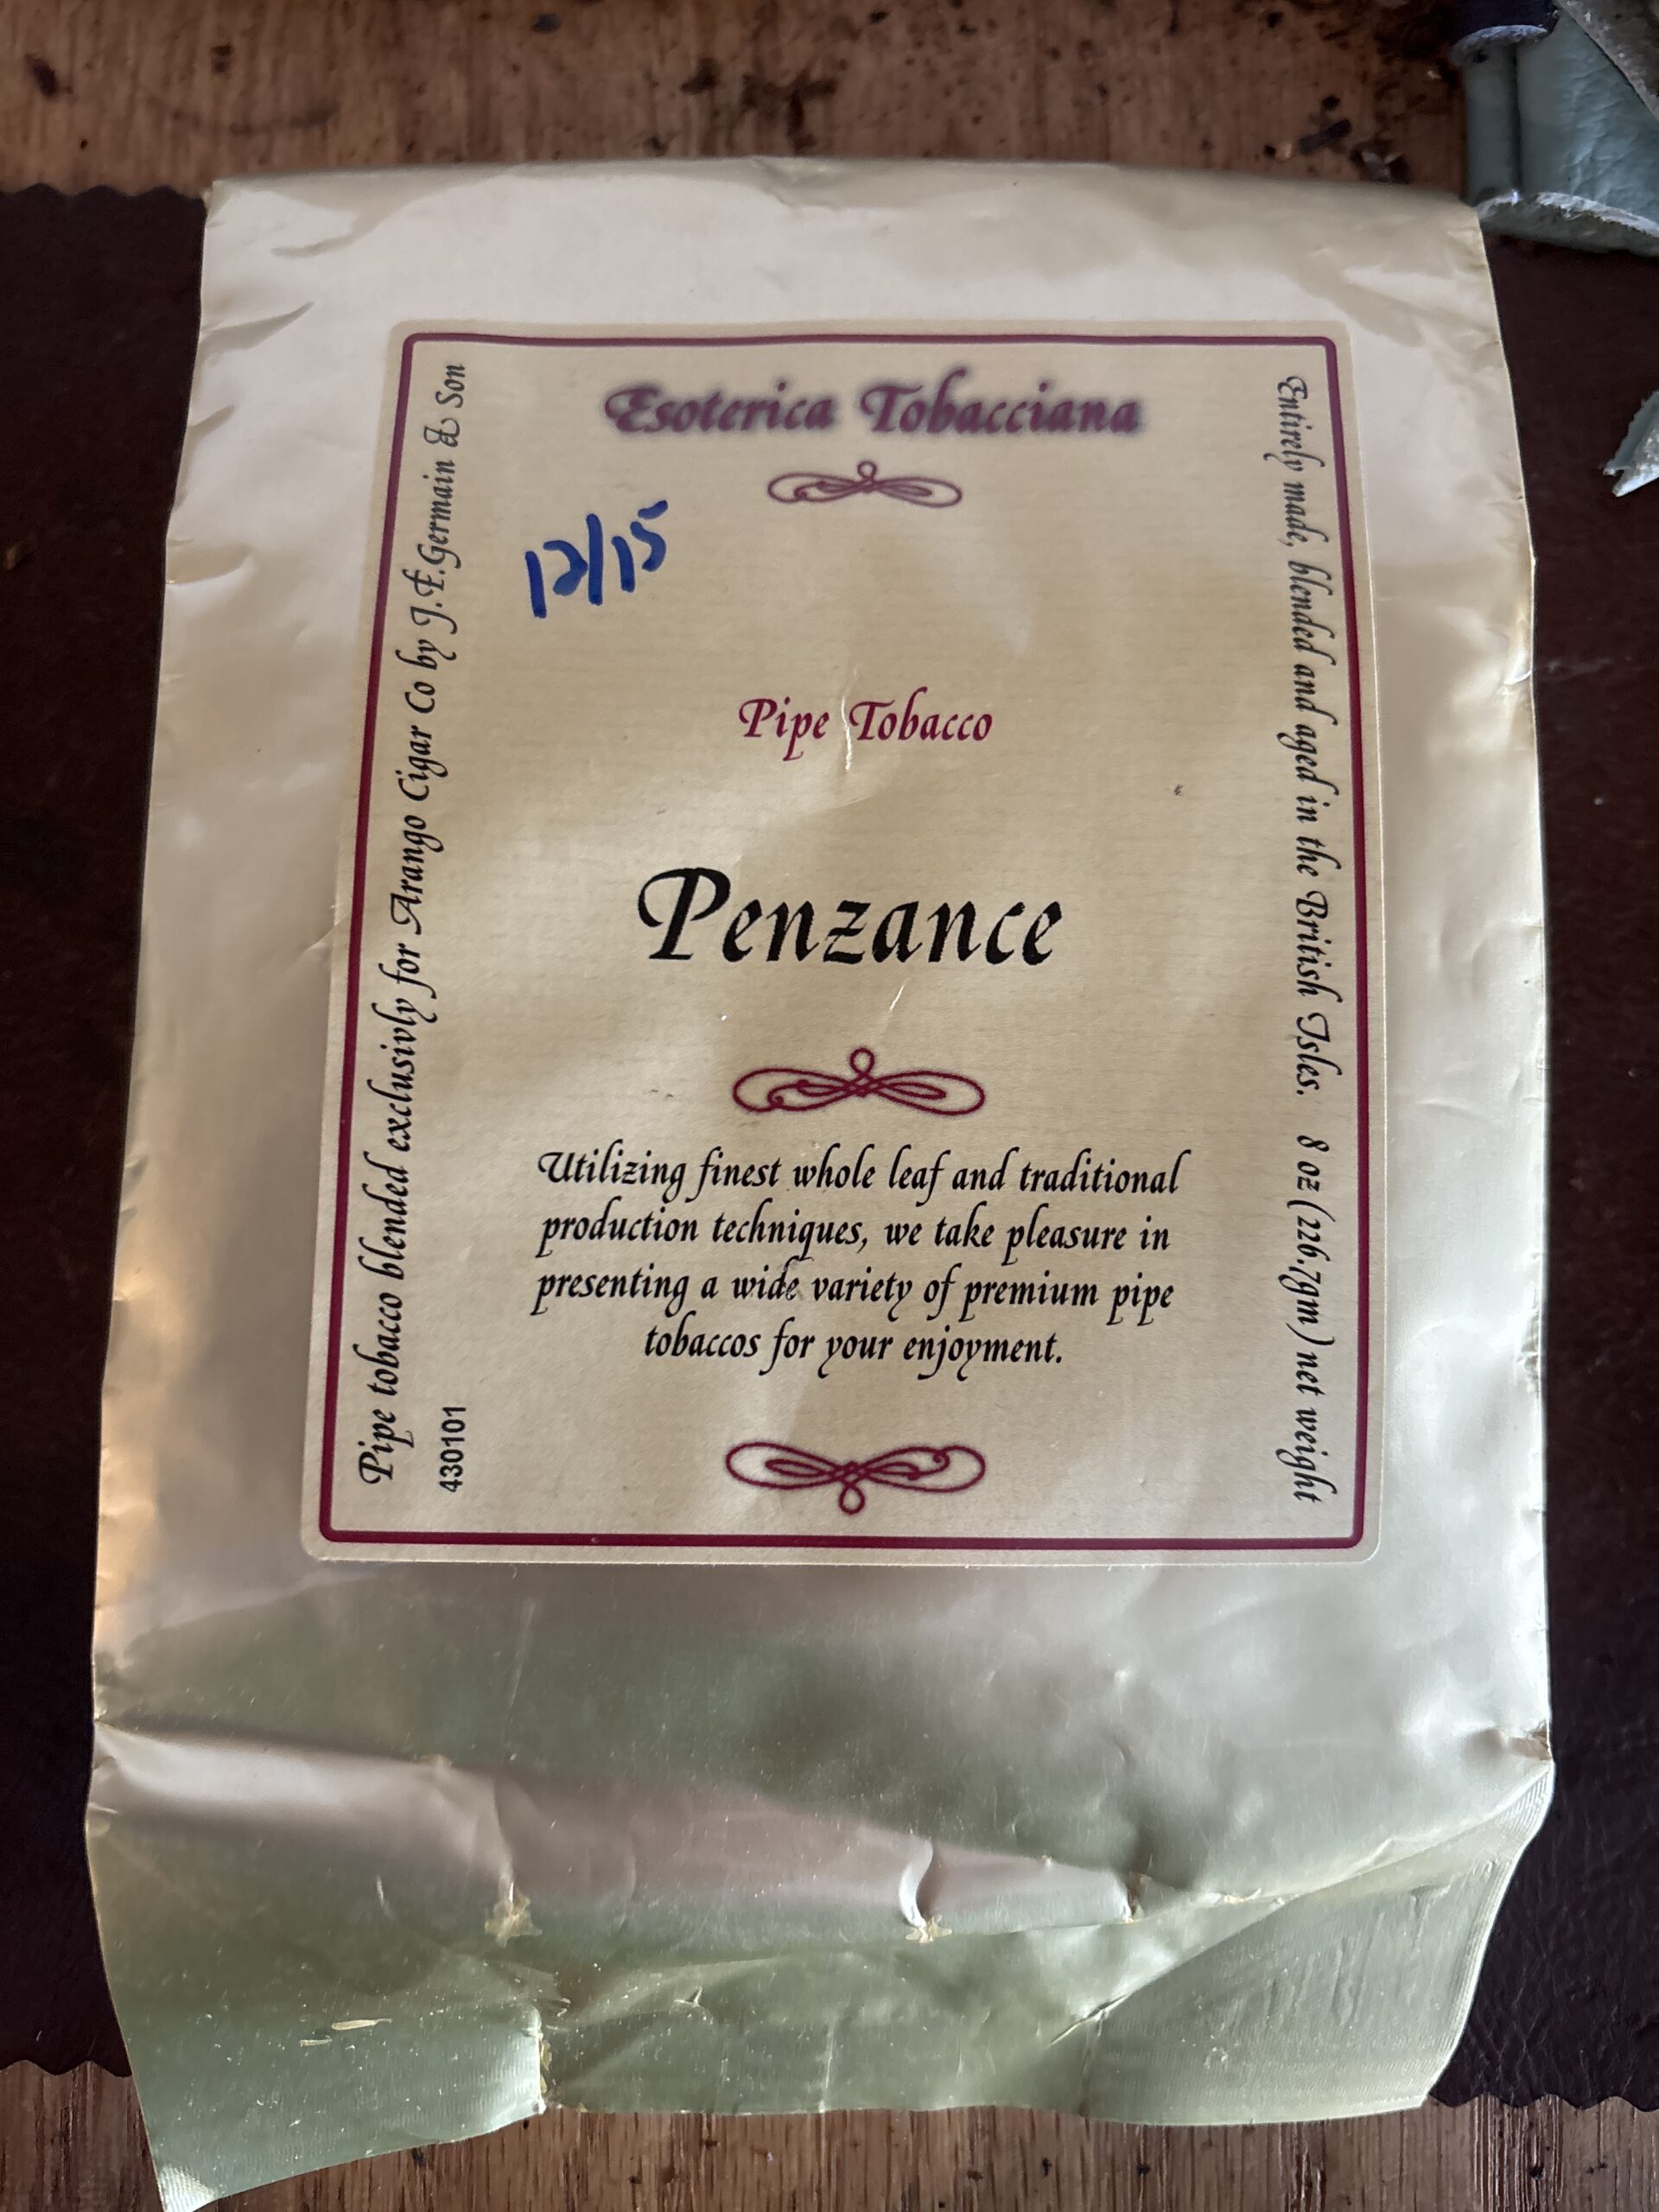 Esoterica Tobacciana
12/15
Pipe Tobacco
Penzance
Utilizing finest whole leaf and traditional
production techniques, we take pleasure in
presenting a wide variety of premium pipe
tobaccos for your enjoyment.
Pipe tobacco blended exclusivly for Arango Cigar Co by J.E.Germain & Son
430101
Entirely made, blended and aged in the British Isles. 8 oz (226.7gm) net weight